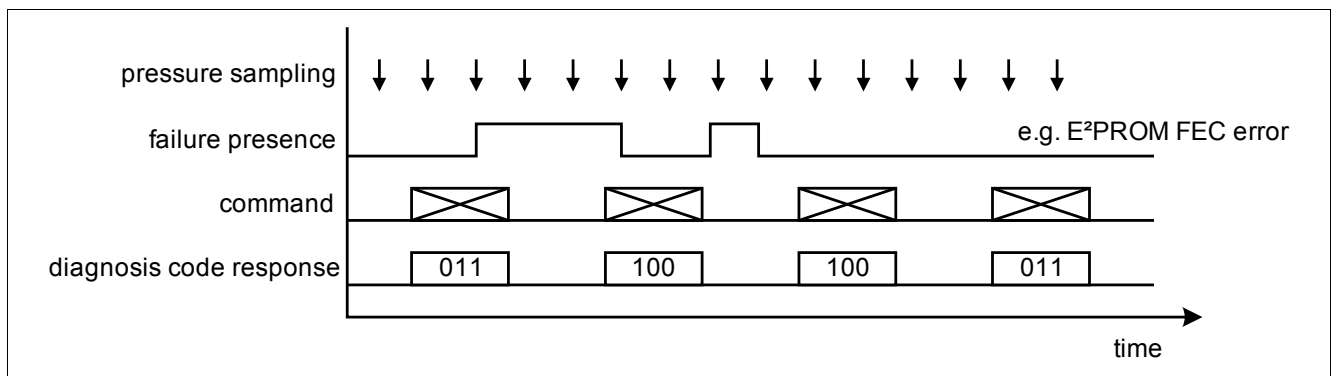 pressure sampling
failure presence
e.g. E²PROM FEC error
command
diagnosis code response
011
100
100
011
time